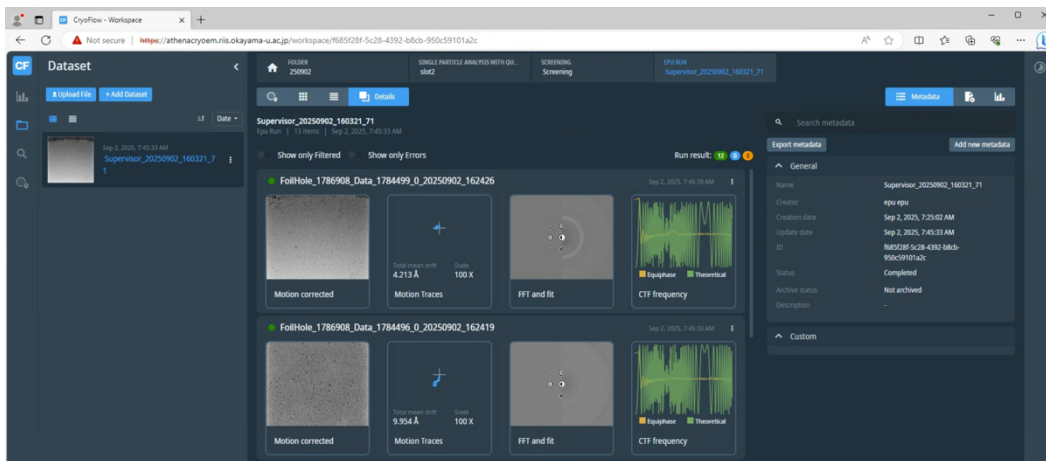 CryoFlow - Workspace
Not secure | https://athenacryoem.riis.okayama-u.ac.jp/workspace/f685f28f-5c28-4392-b8cb-950c59101a2c
CF
Dataset
Upload File
+ Add Dataset
Date
Sep 2, 2025, 7:45:33 AM
Supervisor_20250902_160321_7
1
FOLDER
250902
SINGLE PARTICLE ANALYSIS WITH QU...
slot2
SCREENING
Screening
EPU RUN
Supervisor_20250902_160321_71
Details
Metadata
Supervisor_20250902_160321_71
Epu Run | 13 items | Sep 2, 2025, 7:45:33 AM
Show only Filtered
Show only Errors
Run result: 12 0 0
FoilHole_1786908_Data_1784499_0_20250902_162426
Sep 2, 2025, 7:45:39 AM
Total mean drift
4.213 Å
Scale
100 X
Equiphase
Theoretical
Motion corrected
Motion Traces
FFT and fit
CTF frequency
FoilHole_1786908_Data_1784496_0_20250902_162419
Sep 2, 2025, 7:45:33 AM
Total mean drift
9.954 Å
Scale
100 X
Equiphase
Theoretical
Motion corrected
Motion Traces
FFT and fit
CTF frequency
Search metadata
Export metadata
Add new metadata
General
Name Supervisor_20250902_160321_71
Creator epu epu
Creation date Sep 2, 2025, 7:25:02 AM
Update date Sep 2, 2025, 7:45:33 AM
ID f685f28f-5c28-4392-b8cb-
950c59101a2c
Status Completed
Archive status Not archived
Description -
Custom